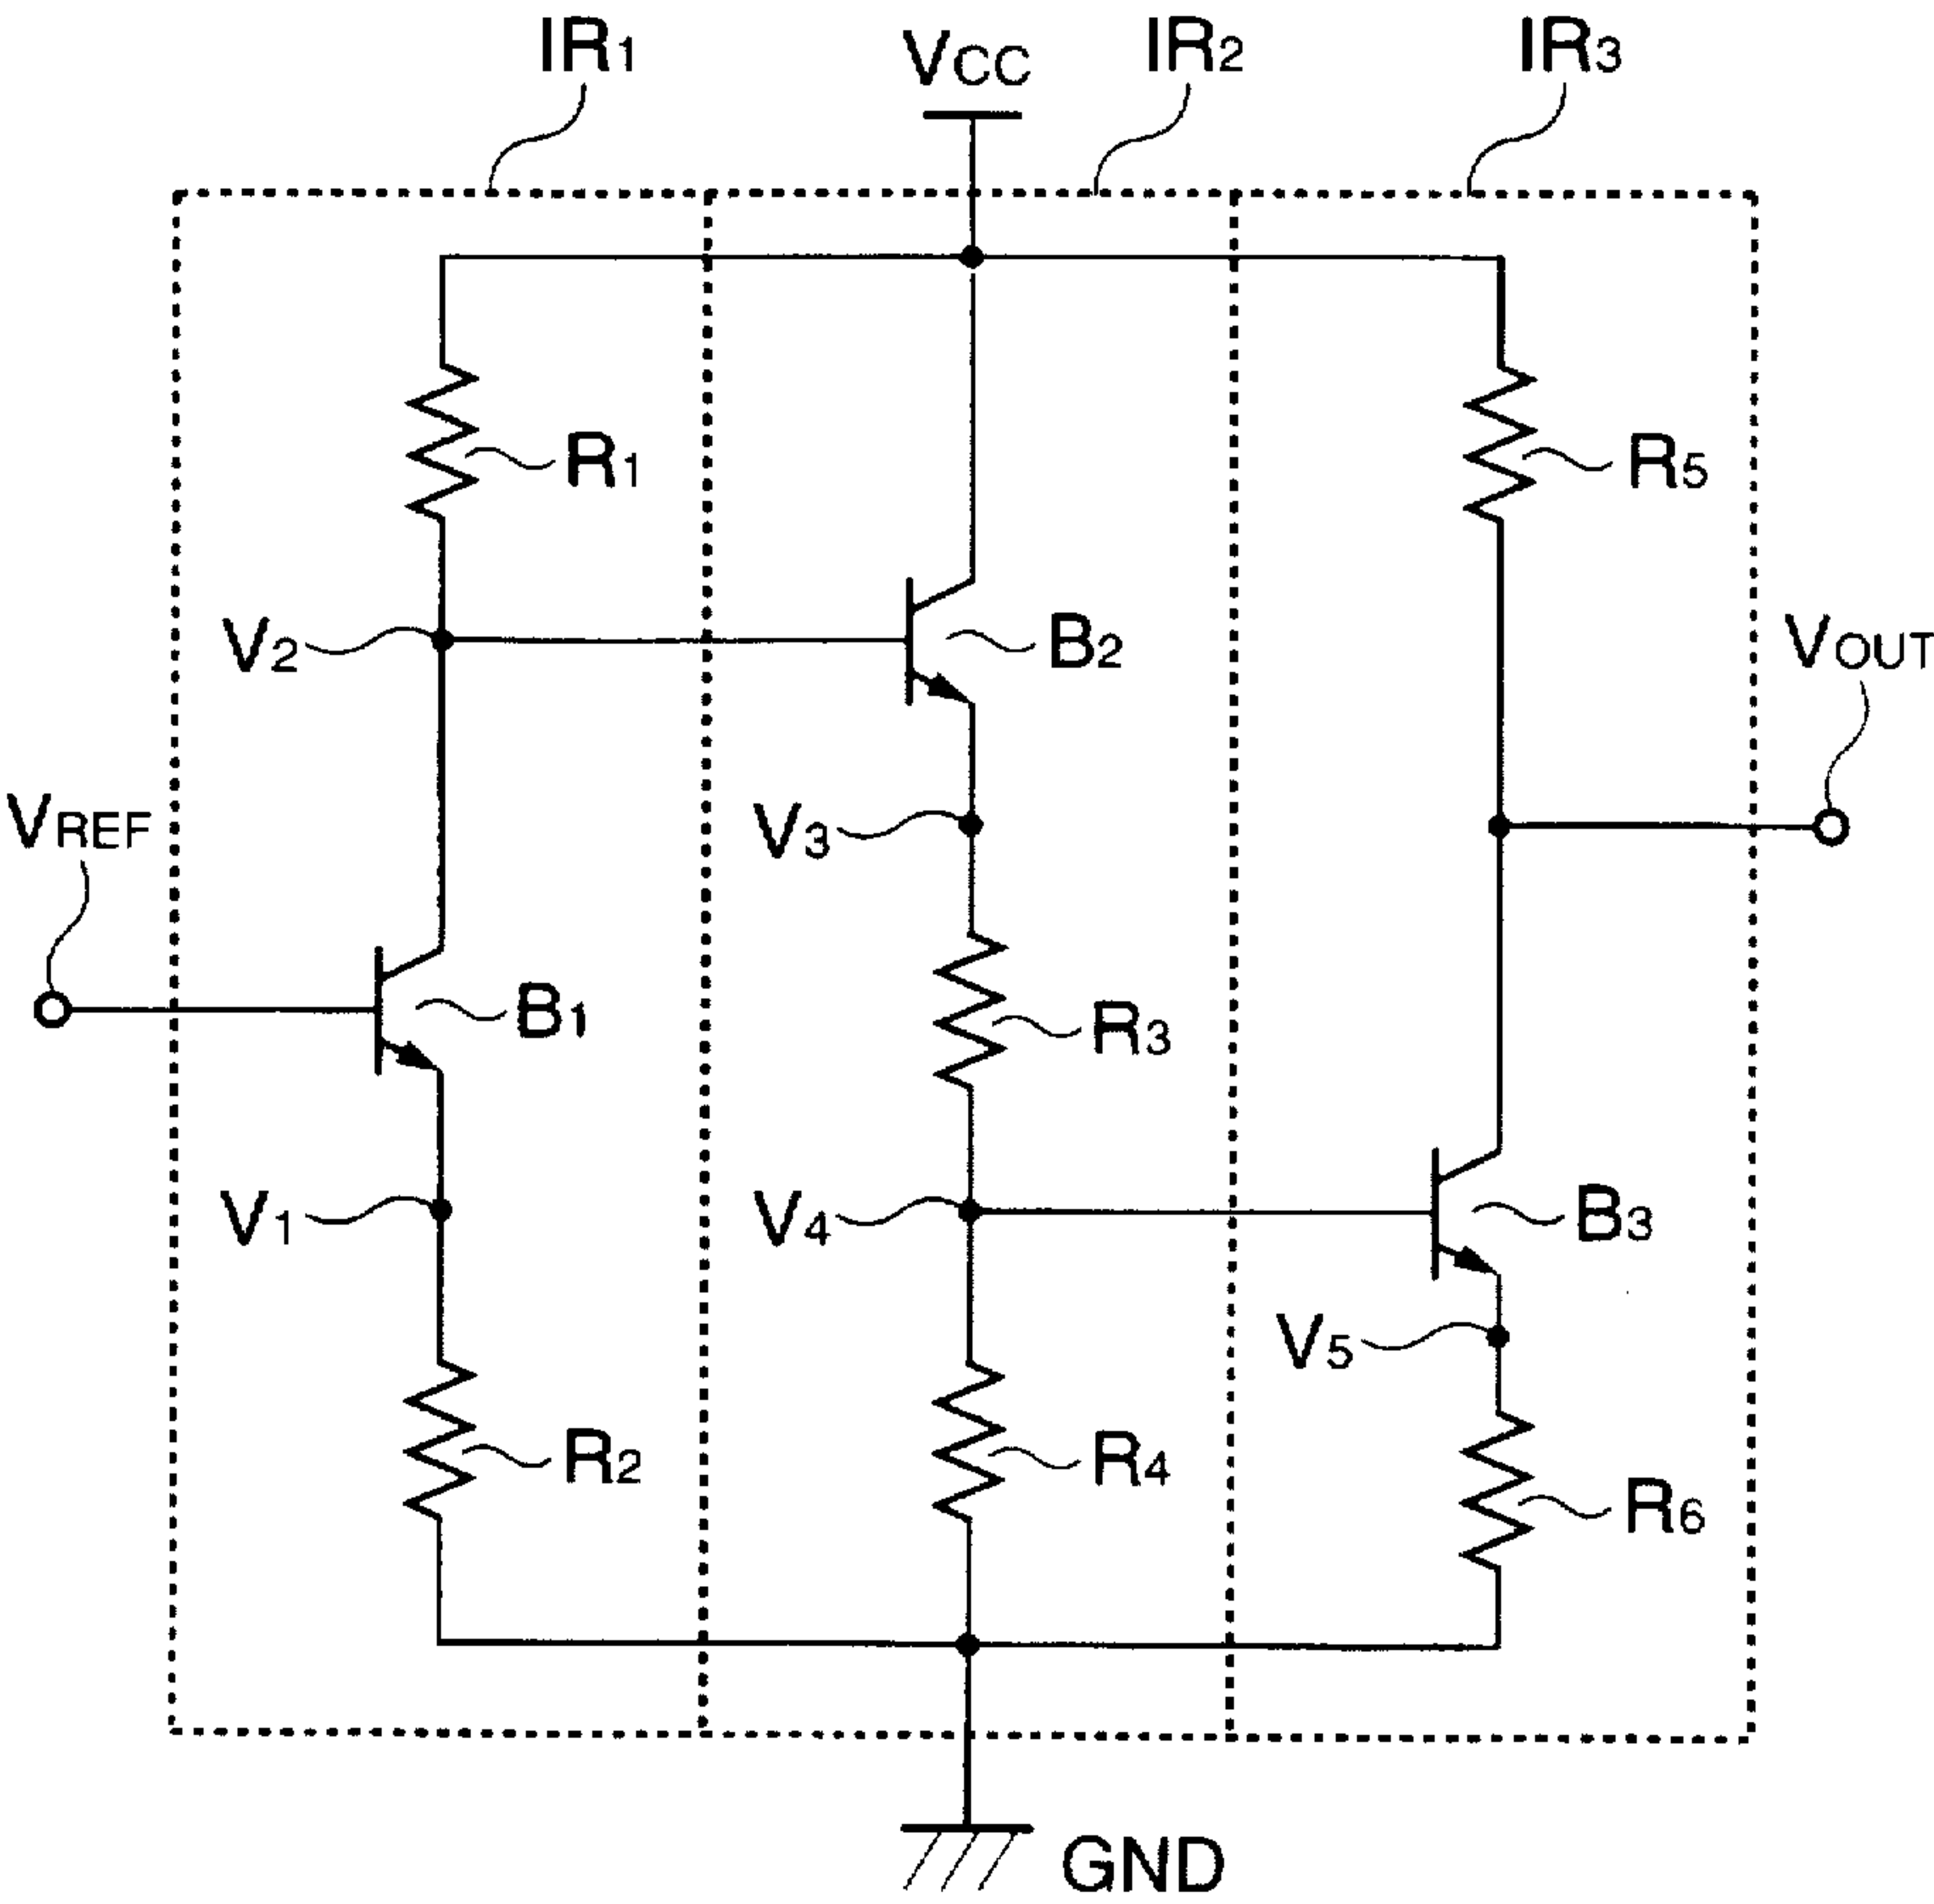 IR1
VCC
IR2
IR3
R1
R5
V2
B2
VOUT
VREF
V3
B1
R3
V1
V4
B3
V5
R2
R4
R6
GND